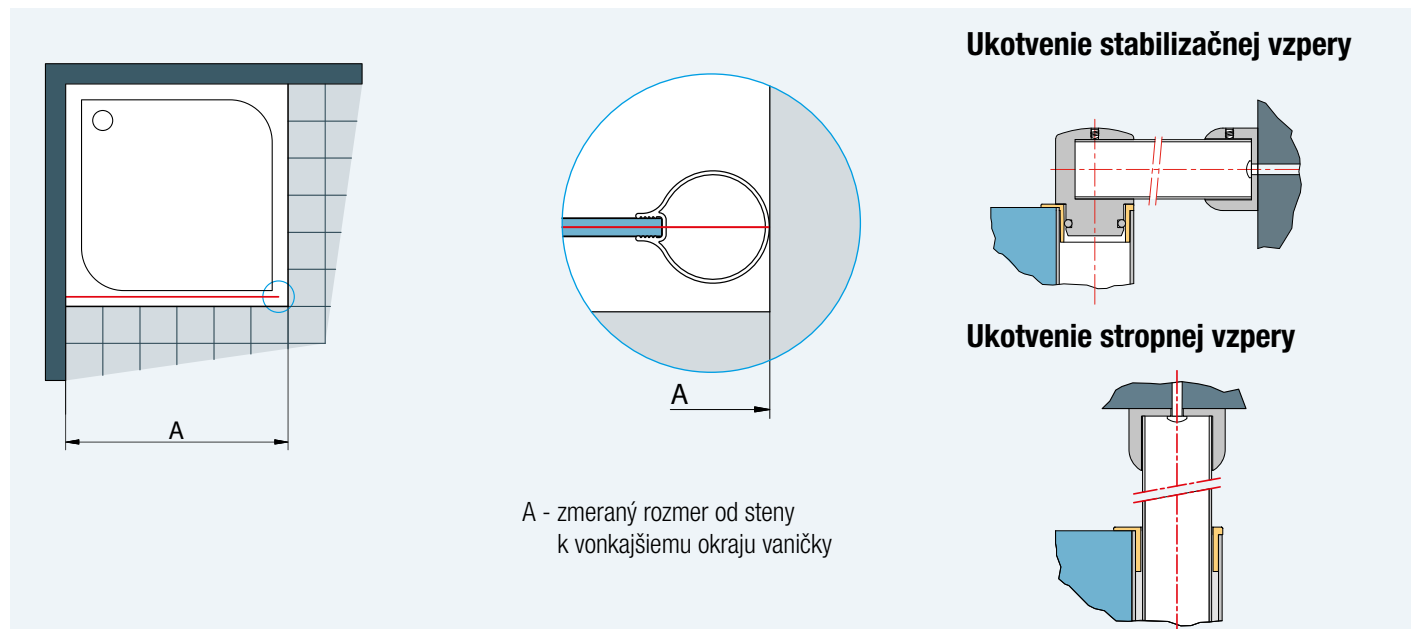 Ukotvenie stabilizačnej vzpery
A
A
Ukotvenie stropnej vzpery
A - zmeraný rozmer od steny
k vonkajšiemu okraju vaničky